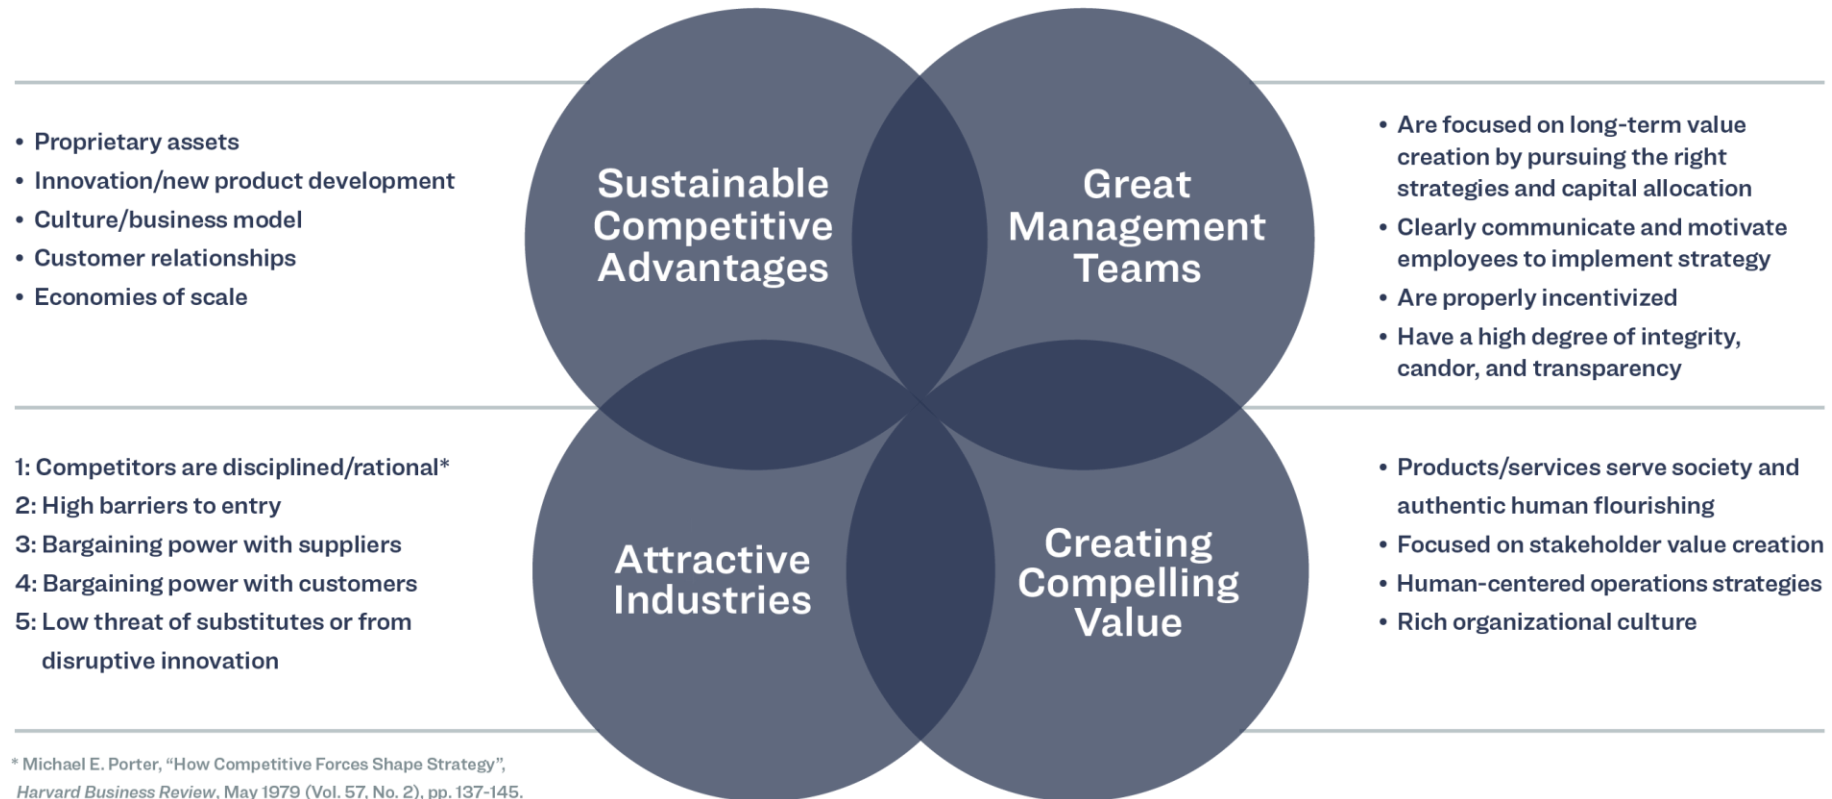 • Proprietary assets
• Innovation/new product development
• Culture/business model
• Customer relationships
• Economies of scale
Sustainable
Competitive
Advantages
Great
Management
Teams
• Are focused on long-term value
creation by pursuing the right
strategies and capital allocation
• Clearly communicate and motivate
employees to implement strategy
• Are properly incentivized
• Have a high degree of integrity,
candor, and transparency
1: Competitors are disciplined/rational*
2: High barriers to entry
3: Bargaining power with suppliers
4: Bargaining power with customers
5: Low threat of substitutes or from
disruptive innovation
Attractive
Industries
Creating
Compelling
Value
• Products/services serve society and
authentic human flourishing
• Focused on stakeholder value creation
• Human-centered operations strategies
• Rich organizational culture
* Michael E. Porter, “How Competitive Forces Shape Strategy”,
Harvard Business Review, May 1979 (Vol. 57, No. 2), pp. 137-145.